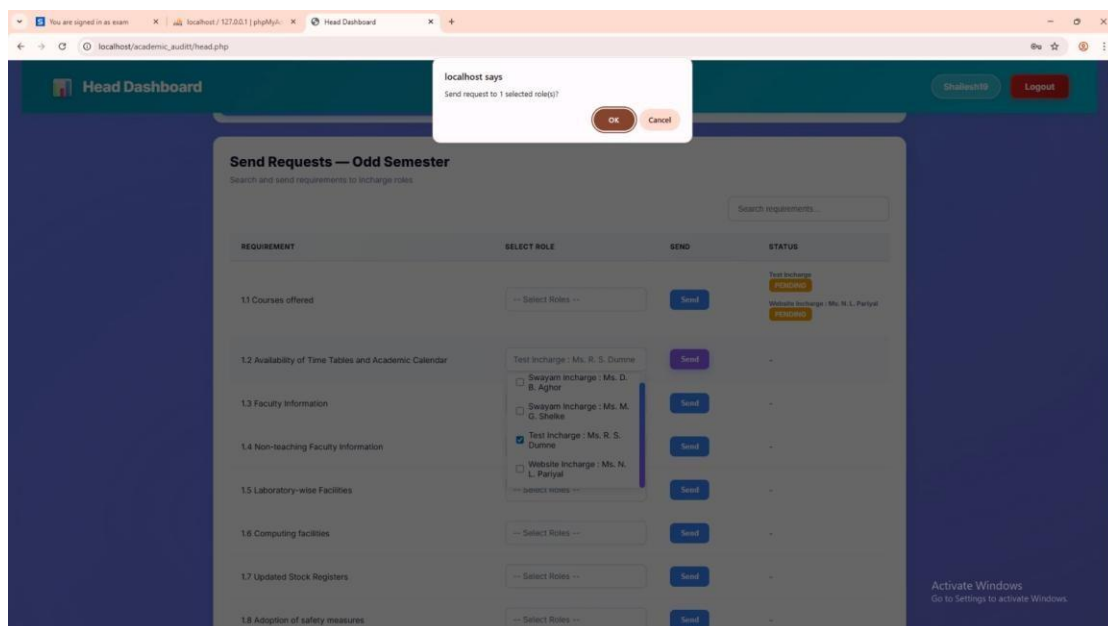 You are signed in as exam
localhost / 127.0.0.1 | phpMyA
Head Dashboard
localhost/academic_auditt/head.php
Head Dashboard
localhost says
Send request to 1 selected role(s)?
OK
Cancel
Shailesh19
Logout
Send Requests — Odd Semester
Search and send requirements to Incharge roles
Search requirements...
REQUIREMENT
SELECT ROLE
SEND
STATUS
1.1 Courses offered
-- Select Roles --
Send
Test Incharge
PENDING
Website Incharge : Ms. N. L. Pariyal
PENDING
1.2 Availability of Time Tables and Academic Calendar
Test Incharge : Ms. R. S. Dumne
Send
-
Swayam Incharge : Ms. D.
B. Aghor
Swayam Incharge : Ms. M.
G. Shelke
Test Incharge : Ms. R. S.
Dumne
Website Incharge : Ms. N.
L. Pariyal
1.3 Faculty Information
Send
-
1.4 Non-teaching Faculty Information
Send
-
1.5 Laboratory-wise Facilities
-- Select Roles --
Send
-
1.6 Computing facilities
-- Select Roles --
Send
-
1.7 Updated Stock Registers
-- Select Roles --
Send
-
1.8 Adoption of safety measures
-- Select Roles --
Send
-
Activate Windows
Go to Settings to activate Windows.